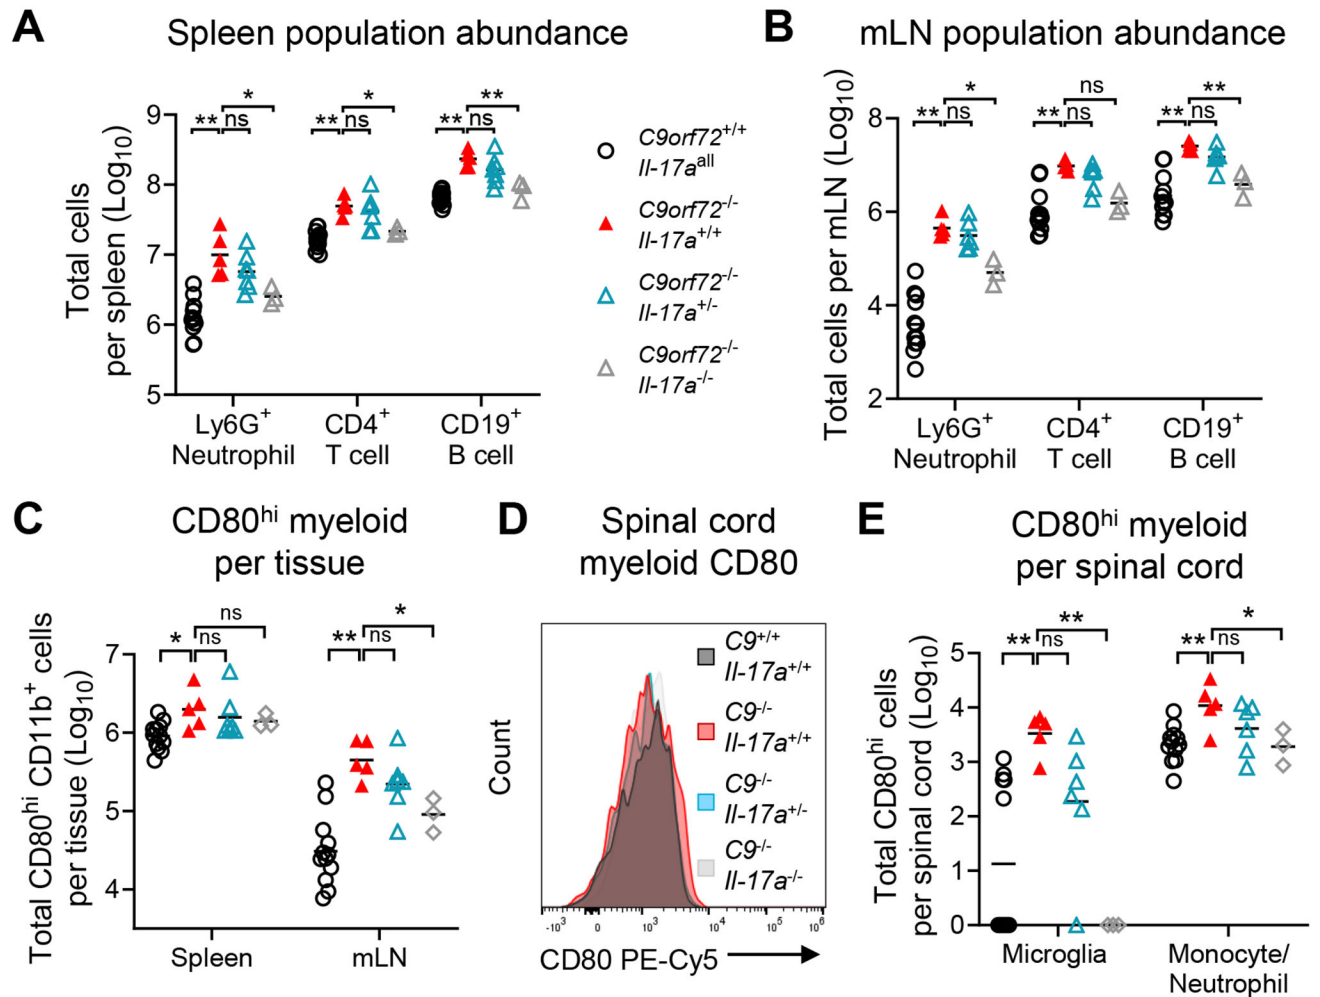 A
Spleen population abundance
Total cells
per spleen (Log10)
9
8
7
6
5
** ns *
** ns *
** ns **
Ly6G+
Neutrophil
CD4+
T cell
CD19+
B cell
C9orf72+/+
Il-17aall
C9orf72-/-
Il-17a+/+
C9orf72-/-
Il-17a+/-
C9orf72-/-
Il-17a-/-
B
mLN population abundance
Total cells per mLN (Log10)
8
6
4
2
** ns *
** ns ns
** ns **
Ly6G+
Neutrophil
CD4+
T cell
CD19+
B cell
C
CD80hi myeloid
per tissue
Total CD80hi CD11b+ cells
per tissue (Log10)
7
6
5
4
* ns ns
** ns *
Spleen
mLN
D
Spinal cord
myeloid CD80
Count
C9+/+
Il-17a+/+
C9-/-
Il-17a+/+
C9-/-
Il-17a+/-
C9-/-
Il-17a-/-
-103 0 103 104 105 106
CD80 PE-Cy5
E
CD80hi myeloid
per spinal cord
Total CD80hi cells
per spinal cord (Log10)
5
4
3
2
1
0
** ns **
** ns *
Microglia
Monocyte/
Neutrophil